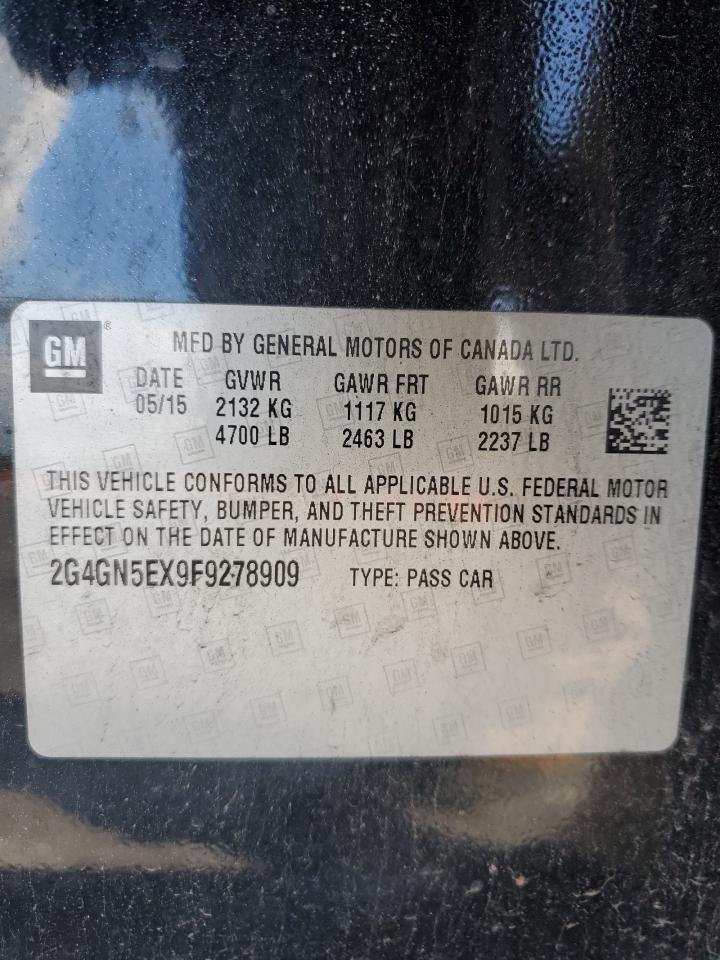 GM ® MFD BY GENERAL MOTORS OF CANADA LTD.
DATE GVWR GAWR FRT GAWR RR
05/15 2132 KG 1117 KG 1015 KG
4700 LB 2463 LB 2237 LB
THIS VEHICLE CONFORMS TO ALL APPLICABLE U.S. FEDERAL MOTOR
VEHICLE SAFETY, BUMPER, AND THEFT PREVENTION STANDARDS IN
EFFECT ON THE DATE OF MANUFACTURE SHOWN ABOVE.
2G4GN5EX9F9278909 TYPE: PASS CAR